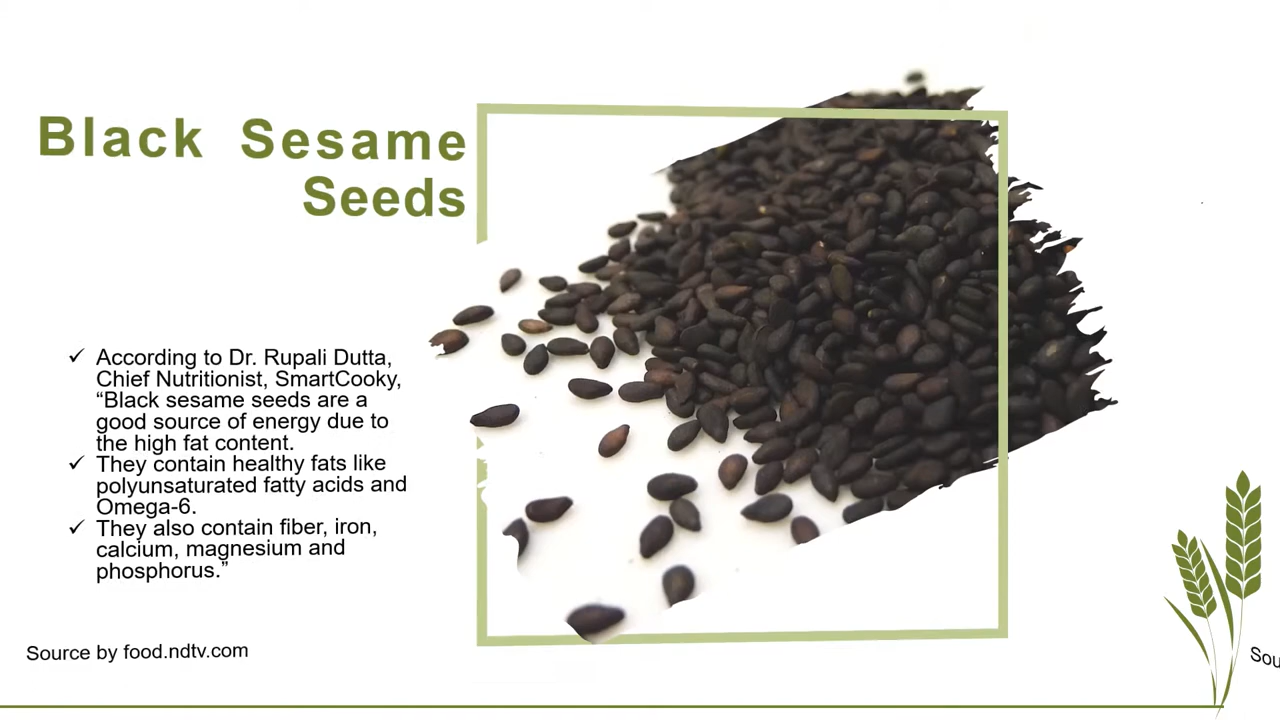 Black Sesame
Seeds
✓ According to Dr. Rupali Dutta,
Chief Nutritionist, SmartCooky,
“Black sesame seeds are a
good source of energy due to
the high fat content.
✓ They contain healthy fats like
polyunsaturated fatty acids and
Omega-6.
✓ They also contain fiber, iron,
calcium, magnesium and
phosphorus.”
Source by food.ndtv.com